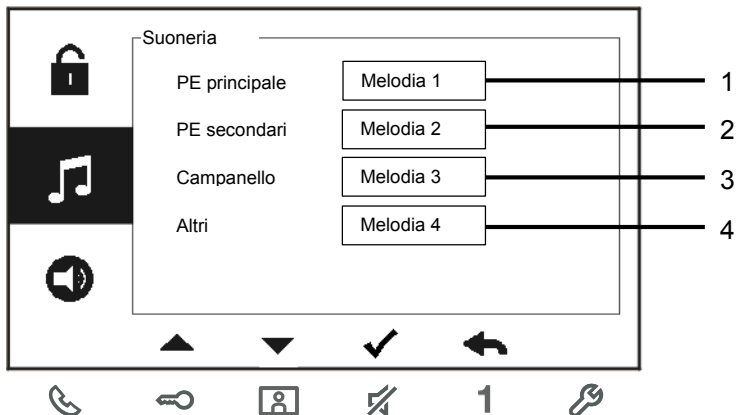 Suoneria
PE principale Melodia 1 1
PE secondari Melodia 2 2
Campanello Melodia 3 3
Altri Melodia 4 4
1